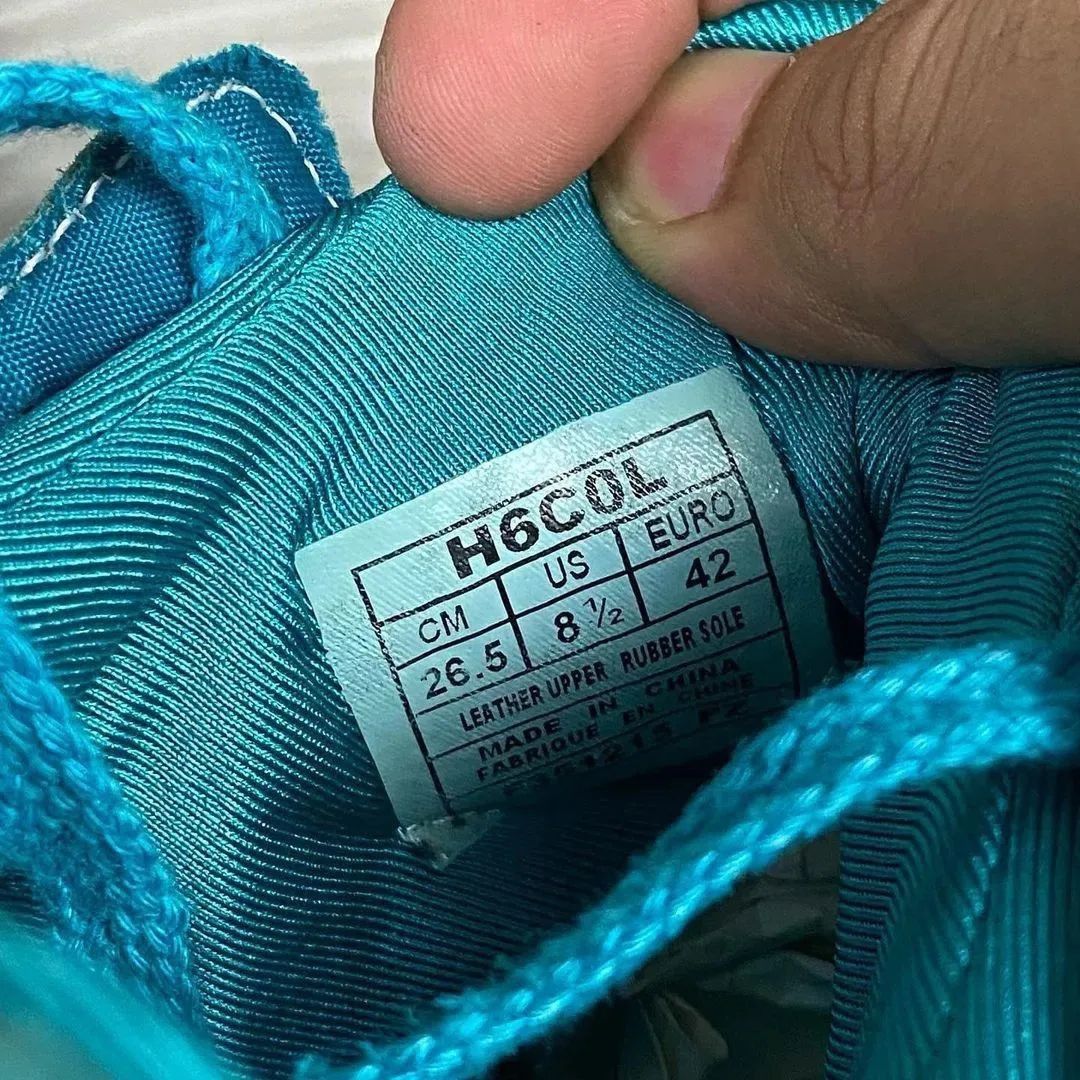 H6C0L
CM US EURO
26.5 8 ½ 42
LEATHER UPPER RUBBER SOLE
MADE IN CHINA
FABRIQUE EN CHINE